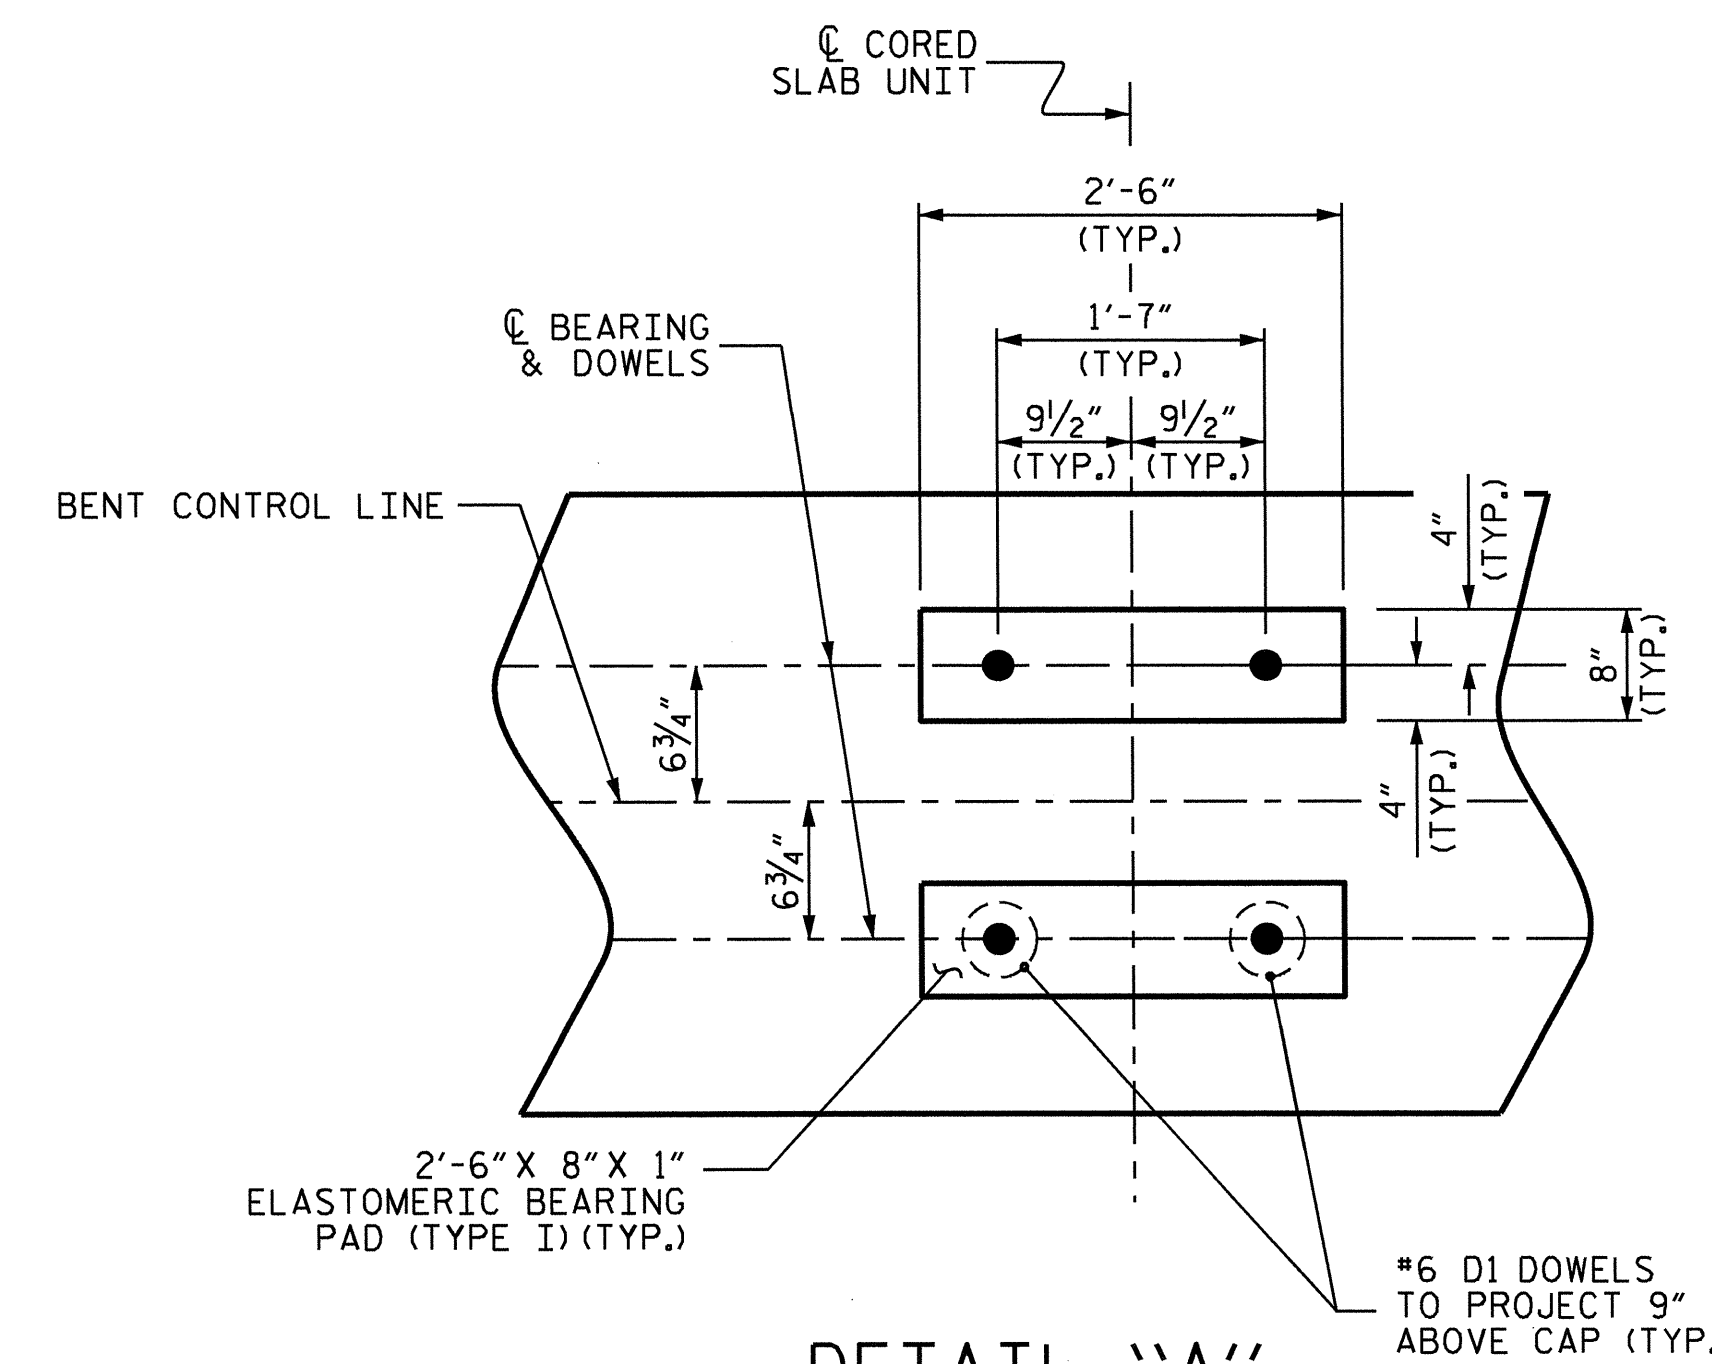 ℄ CORED
SLAB UNIT
2'-6"
(TYP.)
1'-7"
(TYP.)
℄ BEARING
& DOWELS
9½" 9½"
(TYP.) (TYP.)
BENT CONTROL LINE
4"
(TYP.)
8"
(TYP.)
6¾"
4"
(TYP.)
6¾"
2'-6" X 8" X 1"
ELASTOMERIC BEARING
PAD (TYPE I)(TYP.)
#6 D1 DOWELS
TO PROJECT 9"
ABOVE CAP (TYP.
DETAIL "A"